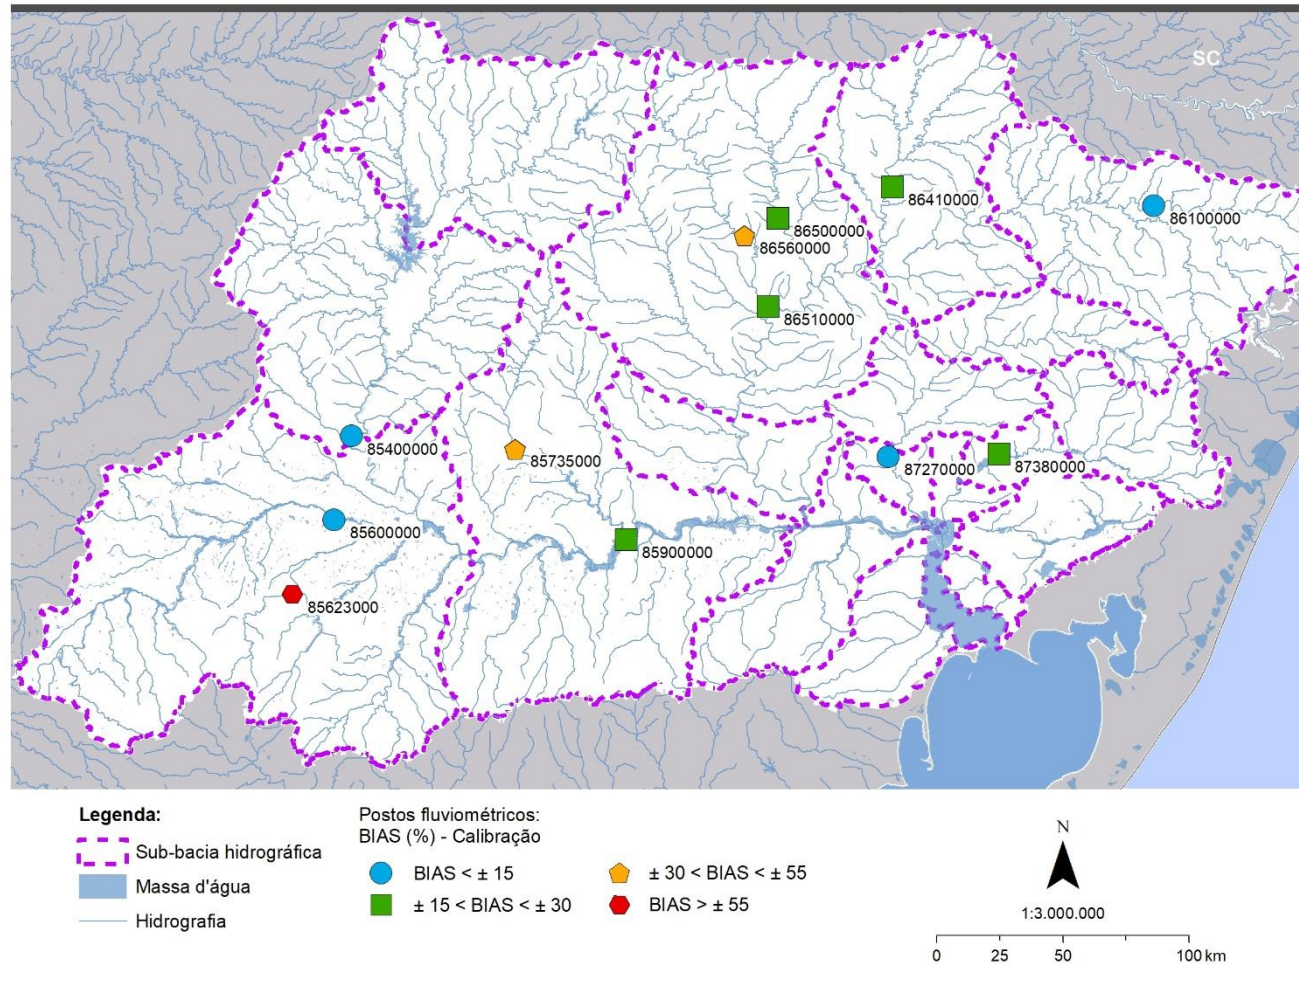 SC
86410000
86100000
86500000
86560000
86510000
85400000
85735000
87270000
87380000
85600000
85900000
85623000
Legenda:
Sub-bacia hidrográfica
Massa d'água
Hidrografia
Postos fluviométricos:
BIAS (%) - Calibração
BIAS < ± 15
± 15 < BIAS < ± 30
± 30 < BIAS < ± 55
BIAS > ± 55
N
1:3.000.000
0 25 50 100 km